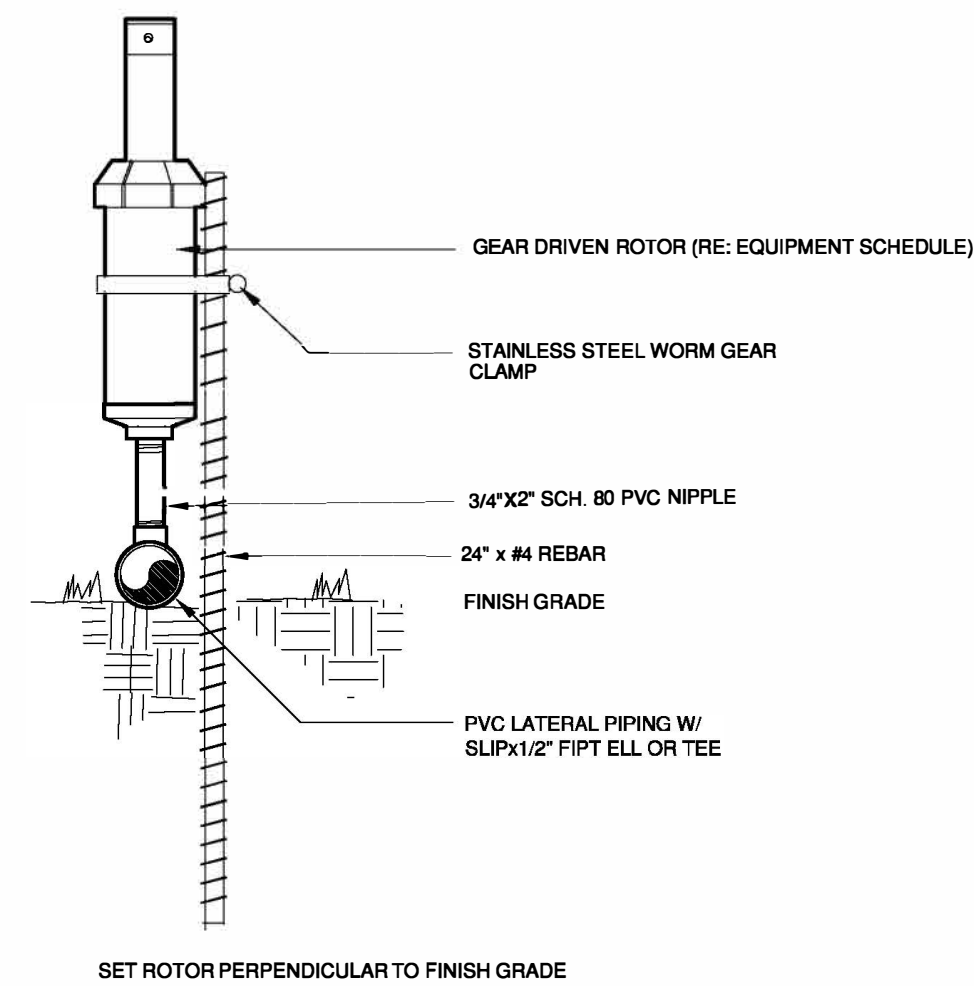 GEAR DRIVEN ROTOR (RE: EQUIPMENT SCHEDULE)
STAINLESS STEEL WORM GEAR
CLAMP
3/4"X2" SCH. 80 PVC NIPPLE
24" x #4 REBAR
FINISH GRADE
PVC LATERAL PIPING W/
SLIPx1/2" FIPT ELL OR TEE
SET ROTOR PERPENDICULAR TO FINISH GRADE